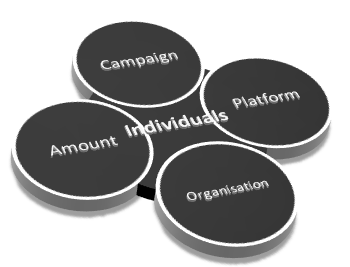 Campaign
Platform
Individuals
Amount
Organisation